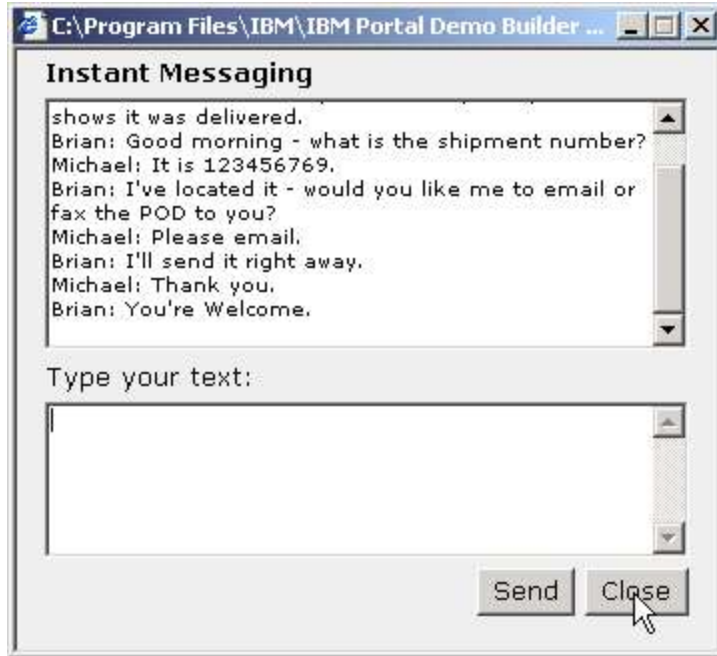 C:\Program Files\IBM\IBM Portal Demo Builder ...
Instant Messaging
shows it was delivered.
Brian: Good morning - what is the shipment number?
Michael: It is 123456769.
Brian: I've located it - would you like me to email or
fax the POD to you?
Michael: Please email.
Brian: I'll send it right away.
Michael: Thank you.
Brian: You're Welcome.
Type your text:
Send
Close